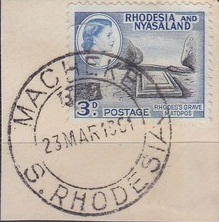 RHODESIA AND
NYASALAND
3D.
POSTAGE
RHODES'S GRAVE
MATOPOS
MACHEKE
23 MAR 1961
S. RHODESIA